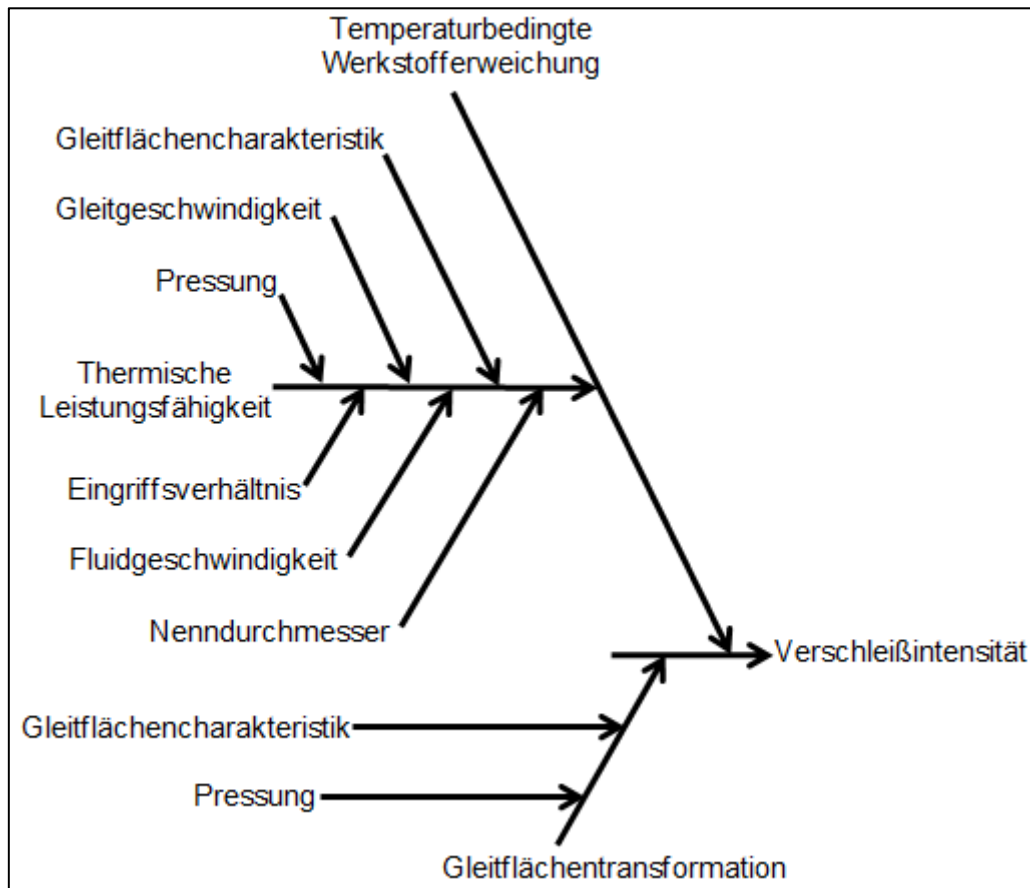 Temperaturbedingte
Werkstofferweichung
Gleitflächencharakteristik
Gleitgeschwindigkeit
Pressung
Thermische
Leistungsfähigkeit
Eingriffsverhältnis
Fluidgeschwindigkeit
Nenndurchmesser
Verschleißintensität
Gleitflächencharakteristik
Pressung
Gleitflächentransformation